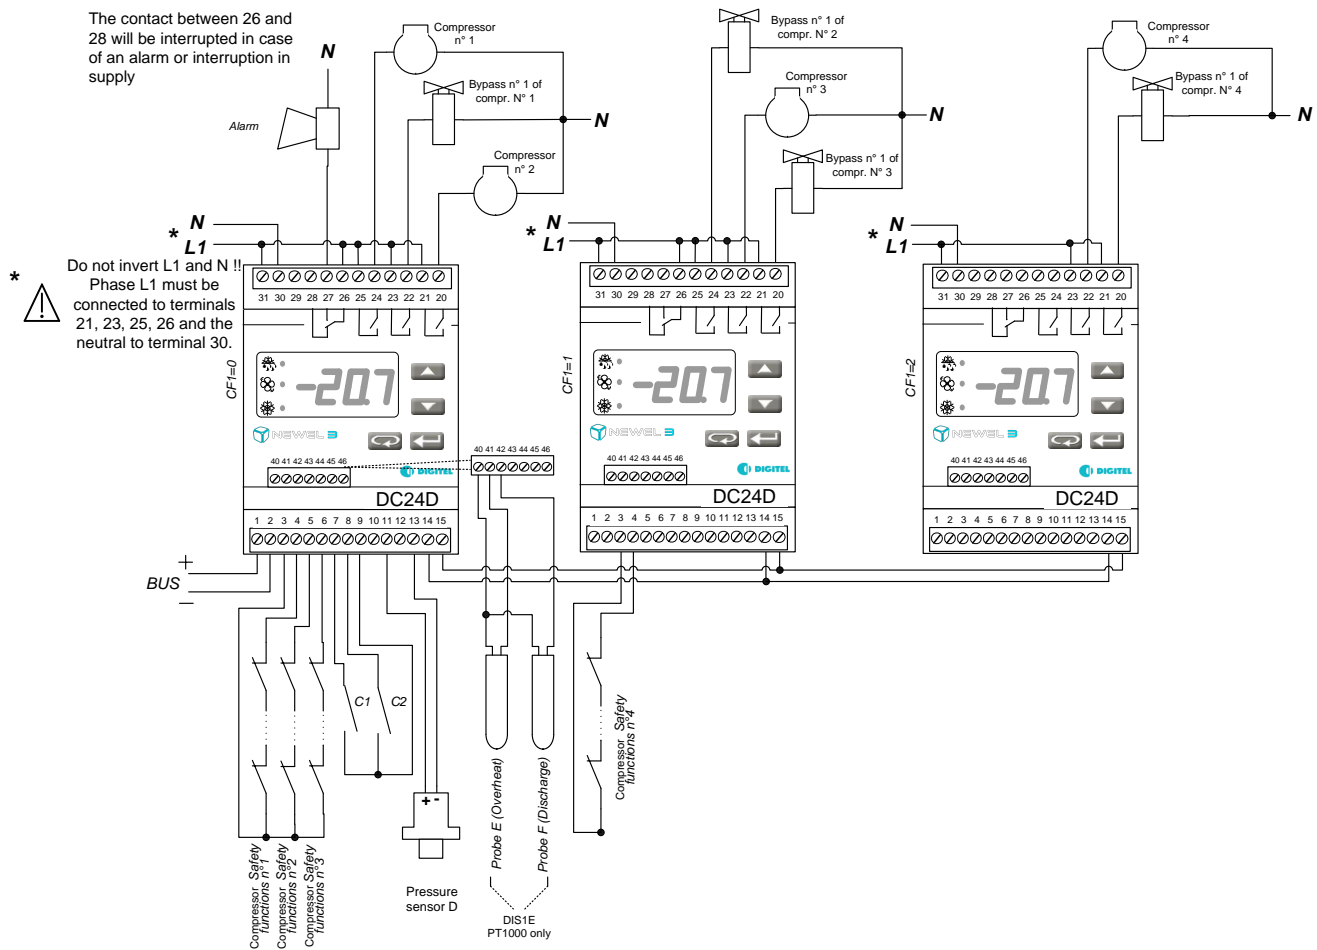 The contact between 26 and
28 will be interrupted in case
of an alarm or interruption in
supply
N
Alarm
Compressor
n° 1
Bypass n° 1 of
compr. N° 1
N
Compressor
n° 2
Bypass n° 1 of
compr. N° 2
Compressor
n° 3
N
Bypass n° 1 of
compr. N° 3
Compressor
n° 4
Bypass n° 1 of
compr. N° 4
N
N
* L1
N
* L1
N
* L1
*
Do not invert L1 and N !!
Phase L1 must be
connected to terminals
21, 23, 25, 26 and the
neutral to terminal 30.
31 30 29 28 27 26 25 24 23 22 21 20
CF1=0
-20.7
NEWEL 3
40 41 42 43 44 45 46
DIGITEL
DC24D
1 2 3 4 5 6 7 8 9 10 11 12 13 14 15
40 41 42 43 44 45 46
31 30 29 28 27 26 25 24 23 22 21 20
CF1=1
-20.7
NEWEL 3
40 41 42 43 44 45 46
DIGITEL
DC24D
1 2 3 4 5 6 7 8 9 10 11 12 13 14 15
31 30 29 28 27 26 25 24 23 22 21 20
CF1=2
-20.7
NEWEL 3
40 41 42 43 44 45 46
DIGITEL
DC24D
1 2 3 4 5 6 7 8 9 10 11 12 13 14 15
+
BUS
–
C1
C2
+ -
Compressor Safety
functions n°1
Compressor Safety
functions n°2
Compressor Safety
functions n°3
Pressure
sensor D
Probe E (Overheat)
Probe F (Discharge)
DIS1E
PT1000 only
Compressor Safety
functions n°4